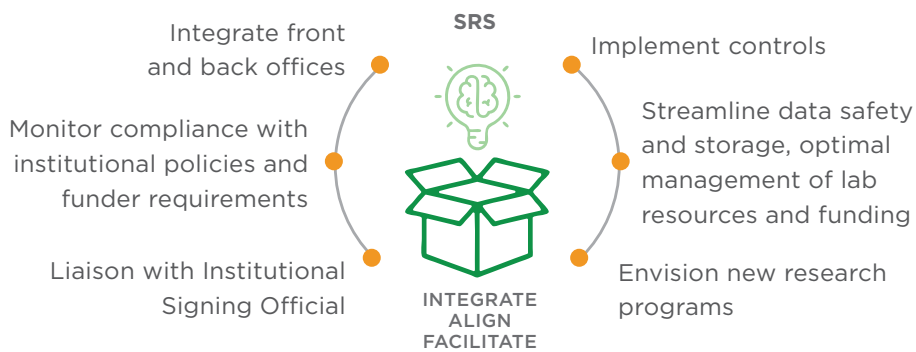 SRS
Integrate front
and back offices
Monitor compliance with
institutional policies and
funder requirements
Liaison with Institutional
Signing Official
Implement controls
Streamline data safety
and storage, optimal
management of lab
resources and funding
Envision new research
programs
INTEGRATE
ALIGN
FACILITATE